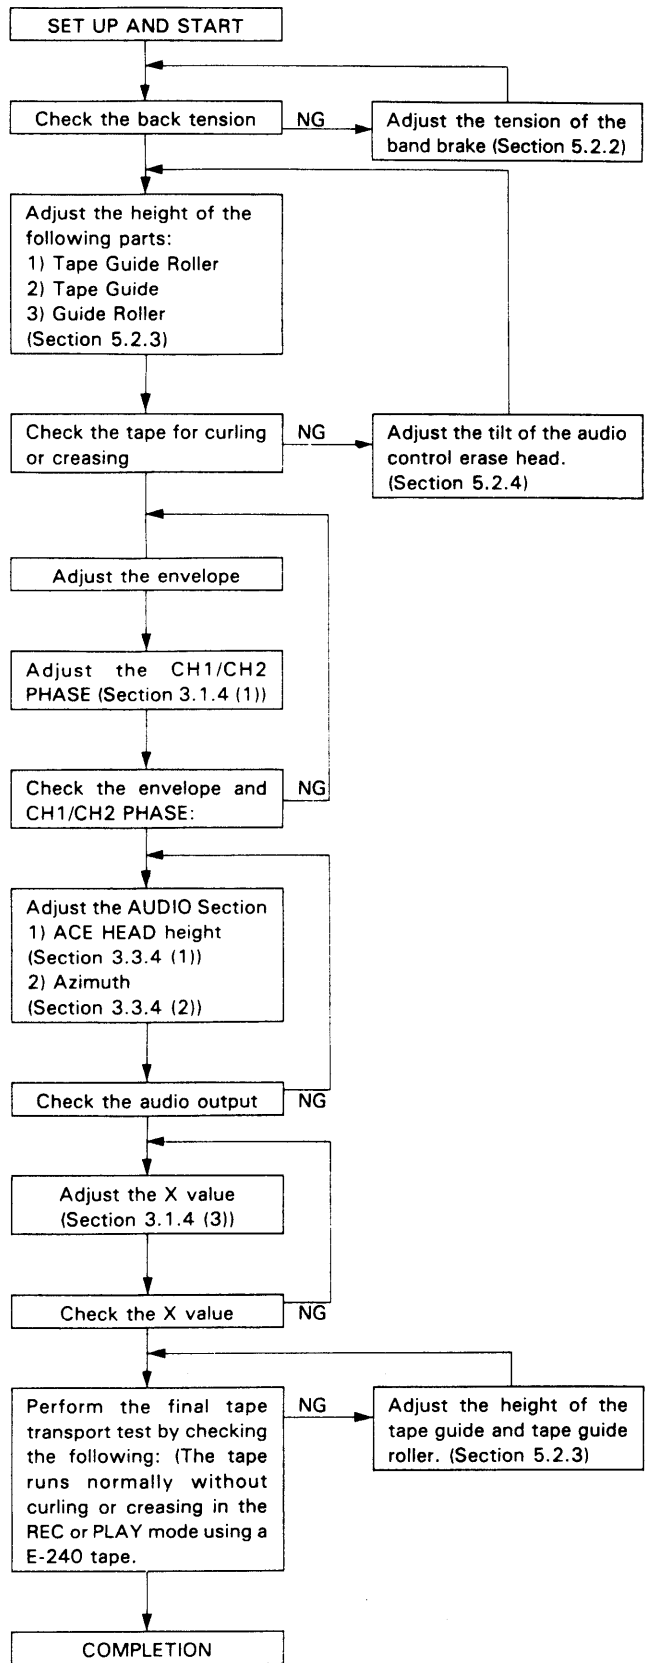 SET UP AND START
Check the back tension
NG
Adjust the tension of the
band brake (Section 5.2.2)
Adjust the height of the
following parts:
1) Tape Guide Roller
2) Tape Guide
3) Guide Roller
(Section 5.2.3)
Check the tape for curling
or creasing
NG
Adjust the tilt of the audio
control erase head.
(Section 5.2.4)
Adjust the envelope
Adjust the CH1/CH2
PHASE (Section 3.1.4 (1))
Check the envelope and
CH1/CH2 PHASE:
NG
Adjust the AUDIO Section
1) ACE HEAD height
(Section 3.3.4 (1))
2) Azimuth
(Section 3.3.4 (2))
Check the audio output
NG
Adjust the X value
(Section 3.1.4 (3))
Check the X value
NG
Perform the final tape
transport test by checking
the following: (The tape
runs normally without
curling or creasing in the
REC or PLAY mode using a
E-240 tape.
NG
Adjust the height of the
tape guide and tape guide
roller. (Section 5.2.3)
COMPLETION